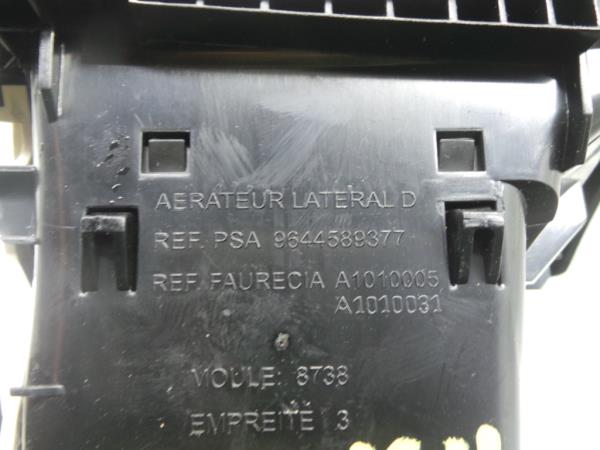 AERATEUR LATERAL D
REF. PSA 9644589377
REF. FAURECIA A1010005
A1010031
MOULE: 8738
EMPREITE 3